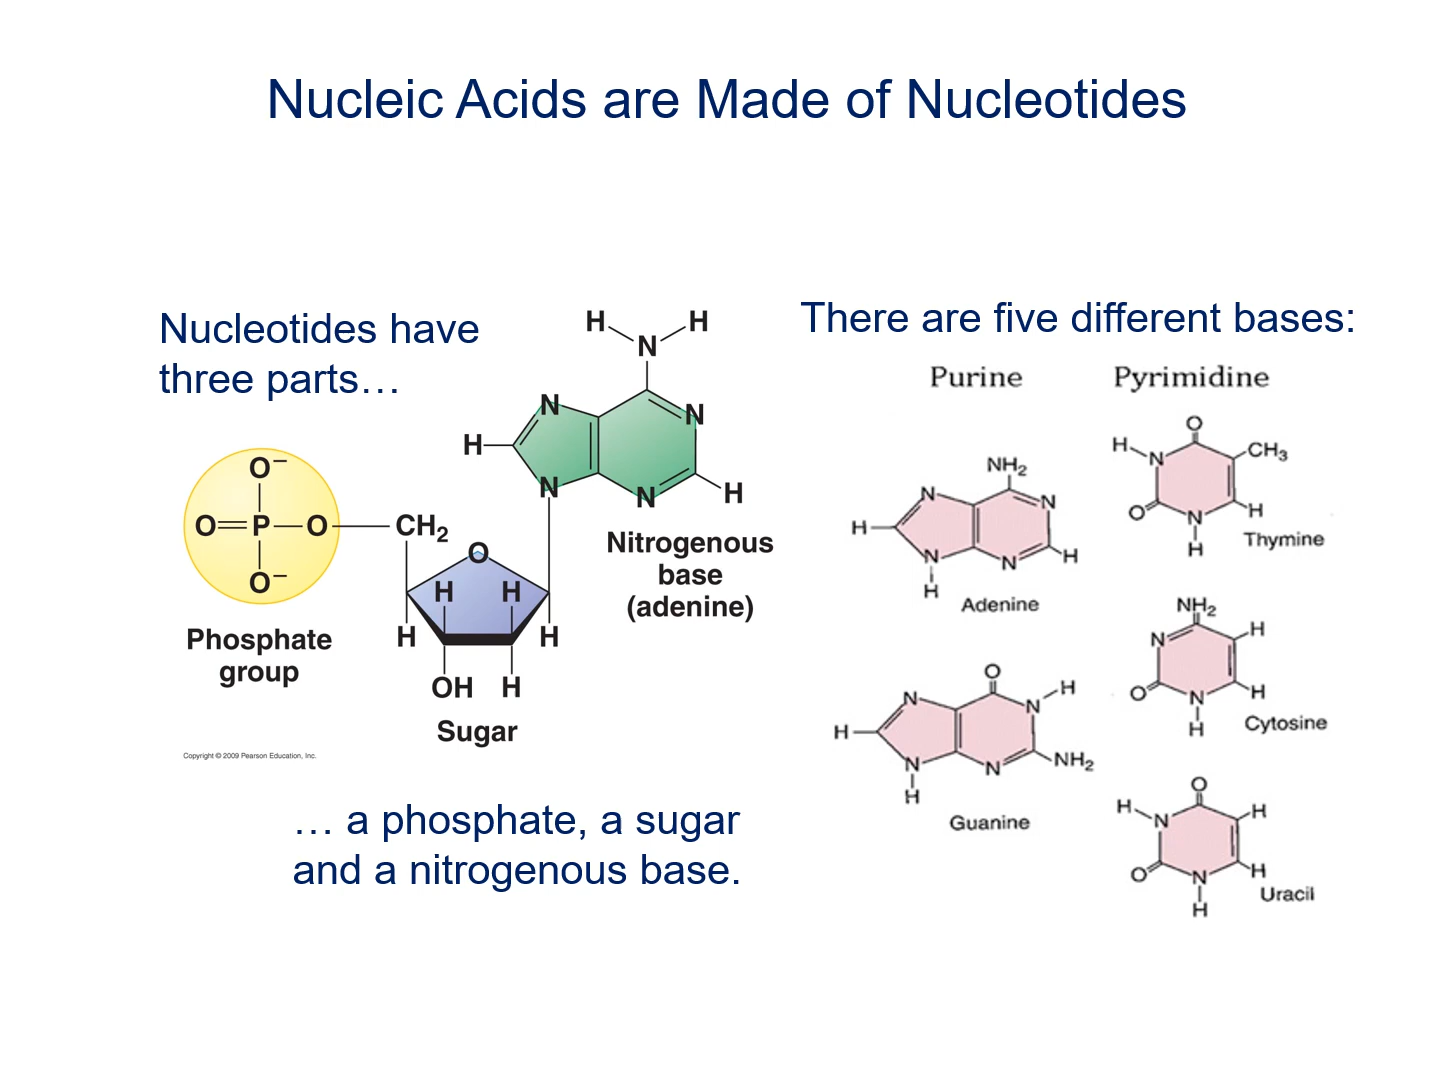 Nucleic Acids are Made of Nucleotides
Nucleotides have
three parts…
H H
N
N N
H
N N H
O⁻
O=P—O
O⁻
CH₂
O
H H
H H
OH H
Phosphate
group
Sugar
Nitrogenous
base
(adenine)
Copyright © 2009 Pearson Education, Inc.
… a phosphate, a sugar
and a nitrogenous base.
There are five different bases:
Purine Pyrimidine
NH₂
N N
H
N N H
H
Adenine
O
N H
H
N N NH₂
H
Guanine
O
H N CH₃
O N H
H
Thymine
NH₂
N H
O N H
H
Cytosine
O
H N H
O N H
H
Uracil